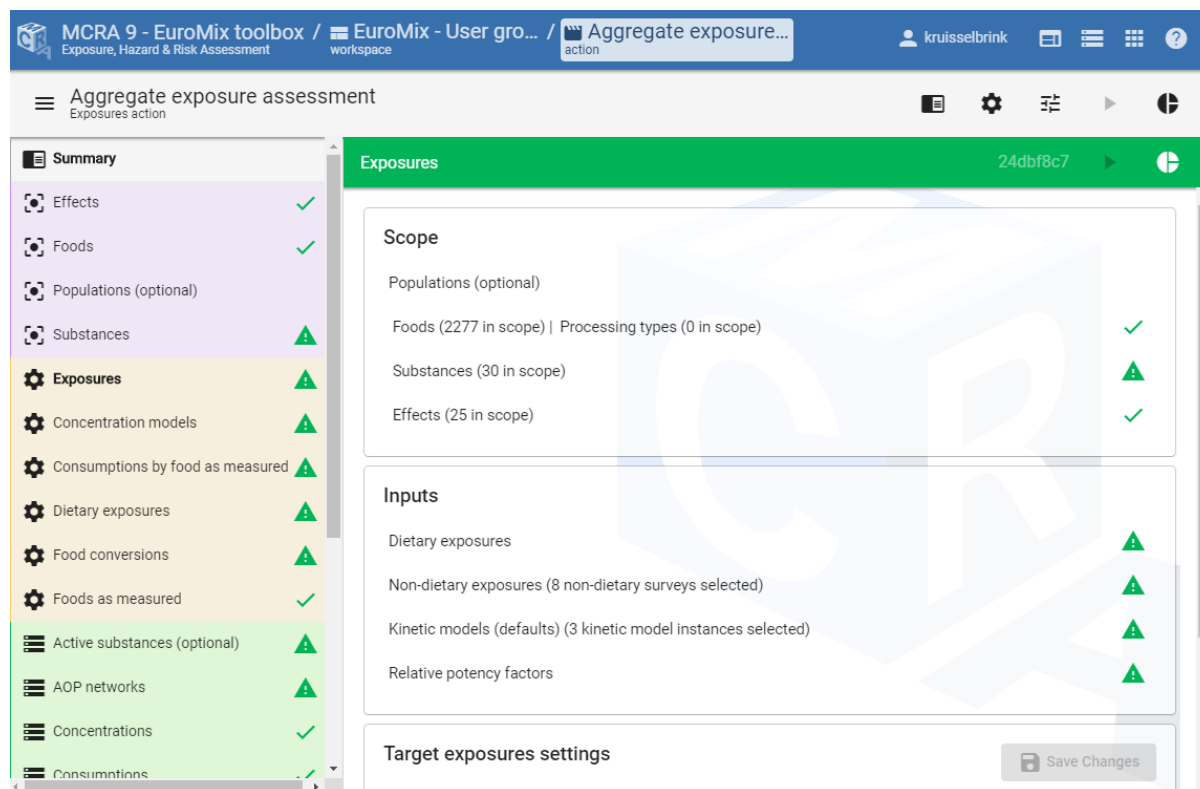 MCRA 9 - EuroMix toolbox / EuroMix - User gro... / Aggregate exposure...
Exposure, Hazard & Risk Assessment workspace action
kruisselbrink
Aggregate exposure assessment
Exposures action
Summary
Effects
Foods
Populations (optional)
Substances
Exposures
Concentration models
Consumptions by food as measured
Dietary exposures
Food conversions
Foods as measured
Active substances (optional)
AOP networks
Concentrations
Consumptions
Exposures 24dbf8c7
Scope
Populations (optional)
Foods (2277 in scope) | Processing types (0 in scope)
Substances (30 in scope)
Effects (25 in scope)
Inputs
Dietary exposures
Non-dietary exposures (8 non-dietary surveys selected)
Kinetic models (defaults) (3 kinetic model instances selected)
Relative potency factors
Target exposures settings
Save Changes
MCRA